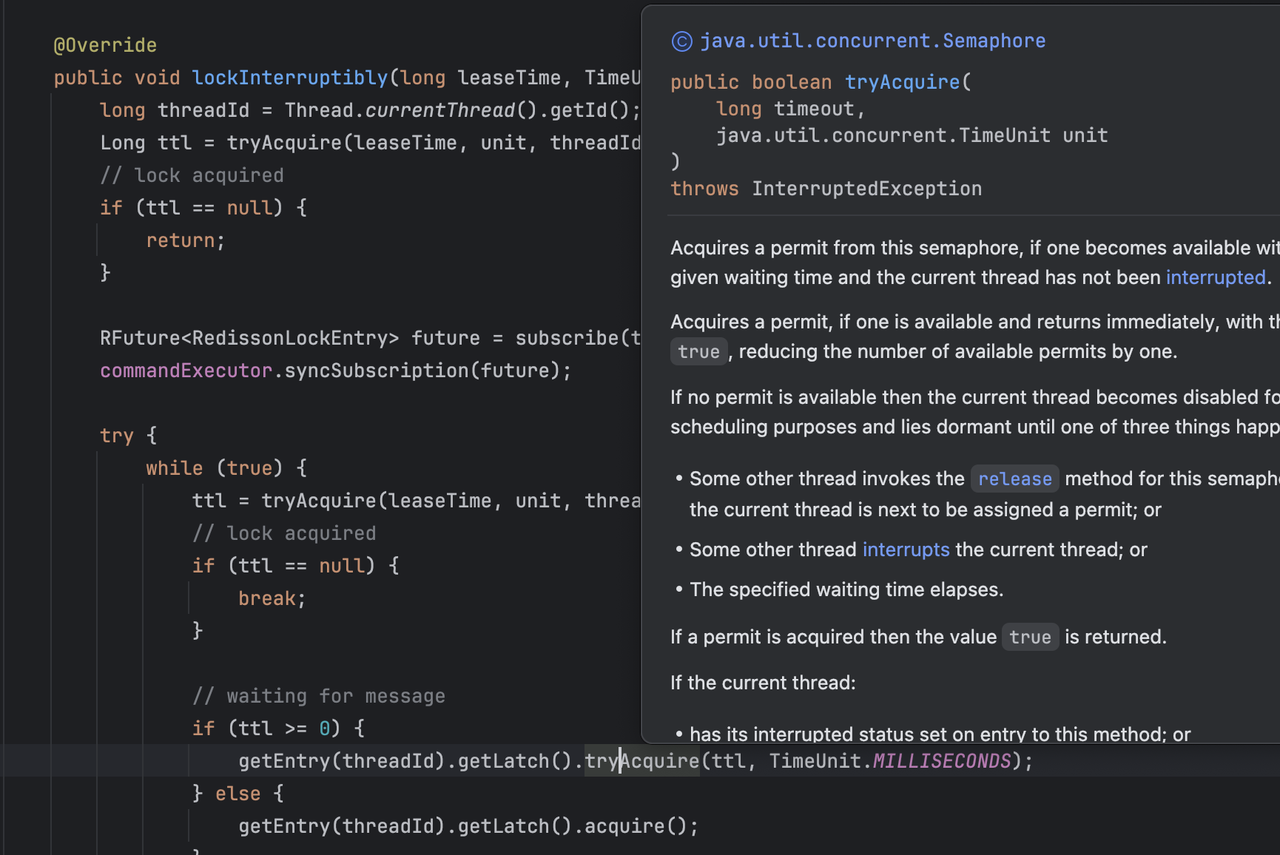 @Override
public void lockInterruptibly(long leaseTime, TimeU
long threadId = Thread.currentThread().getId();
Long ttl = tryAcquire(leaseTime, unit, threadId
// lock acquired
if (ttl == null) {
return;
}
RFuture<RedissonLockEntry> future = subscribe(t
commandExecutor.syncSubscription(future);
try {
while (true) {
ttl = tryAcquire(leaseTime, unit, threa
// lock acquired
if (ttl == null) {
break;
}
// waiting for message
if (ttl >= 0) {
getEntry(threadId).getLatch().tryAcquire(ttl, TimeUnit.MILLISECONDS);
} else {
getEntry(threadId).getLatch().acquire();
}
© java.util.concurrent.Semaphore
public boolean tryAcquire(
long timeout,
java.util.concurrent.TimeUnit unit
)
throws InterruptedException
Acquires a permit from this semaphore, if one becomes available wit
given waiting time and the current thread has not been interrupted.
Acquires a permit, if one is available and returns immediately, with th
true, reducing the number of available permits by one.
If no permit is available then the current thread becomes disabled fo
scheduling purposes and lies dormant until one of three things happ
• Some other thread invokes the release method for this semapho
the current thread is next to be assigned a permit; or
• Some other thread interrupts the current thread; or
• The specified waiting time elapses.
If a permit is acquired then the value true is returned.
If the current thread:
• has its interrupted status set on entry to this method; or